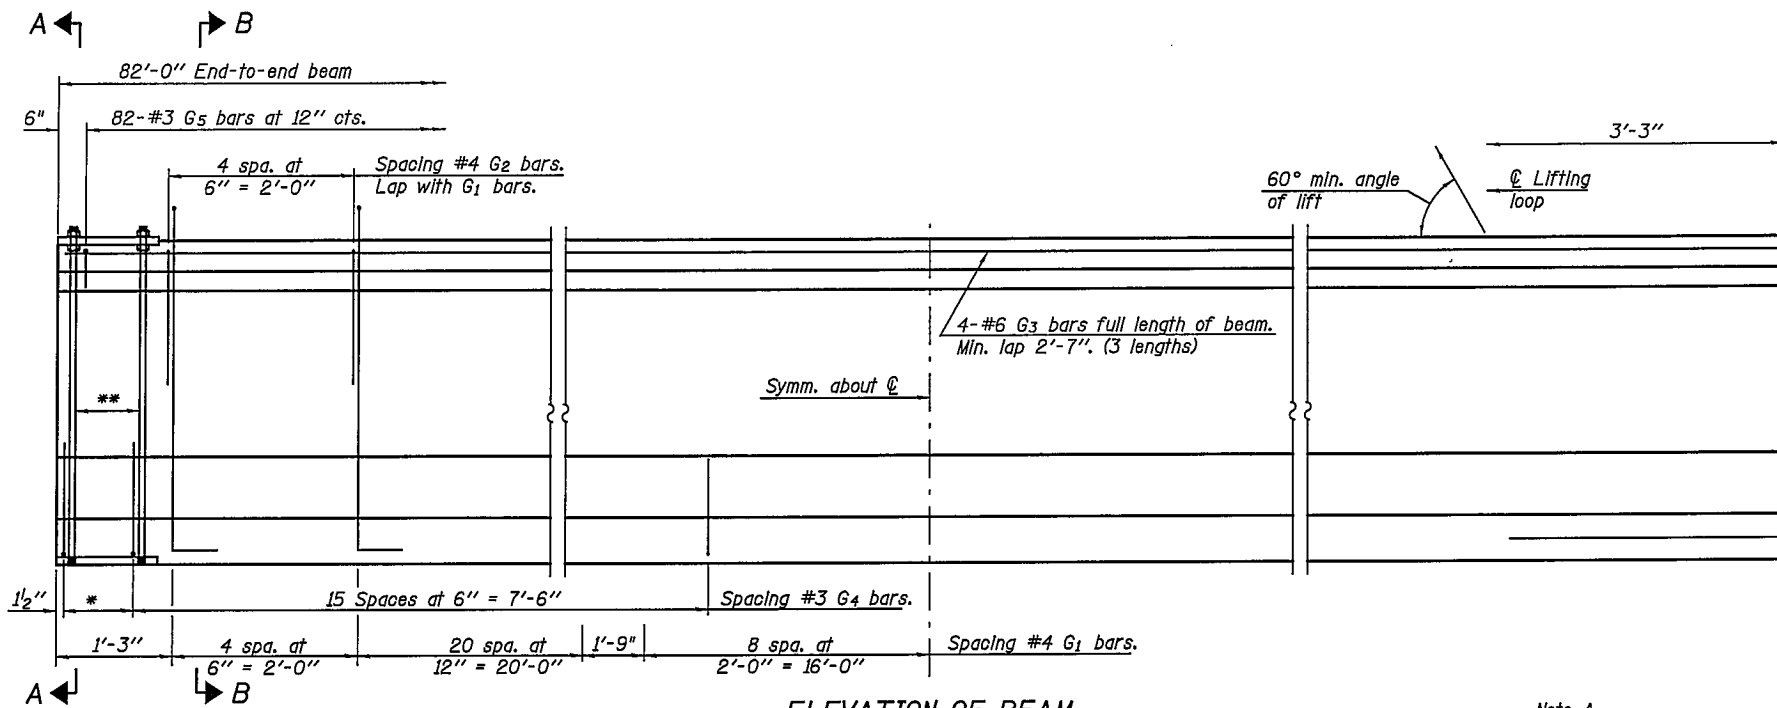 A B
82'-0" End-to-end beam
6" 82-#3 G5 bars at 12" cts.
3'-3"
4 spa. at
6" = 2'-0"
Spacing #4 G2 bars.
Lap with G1 bars.
60° min. angle
of lift
℄ Lifting
loop
4-#6 G3 bars full length of beam.
Min. lap 2'-7". (3 lengths)
Symm. about ℄
**
1½" * 15 Spaces at 6" = 7'-6" Spacing #3 G4 bars.
1'-3"
4 spa. at
6" = 2'-0"
20 spa. at
12" = 20'-0"
1'-9"
8 spa. at
2'-0" = 16'-0"
Spacing #4 G1 bars.
A B
ELEVATION OF BEAM
Note A